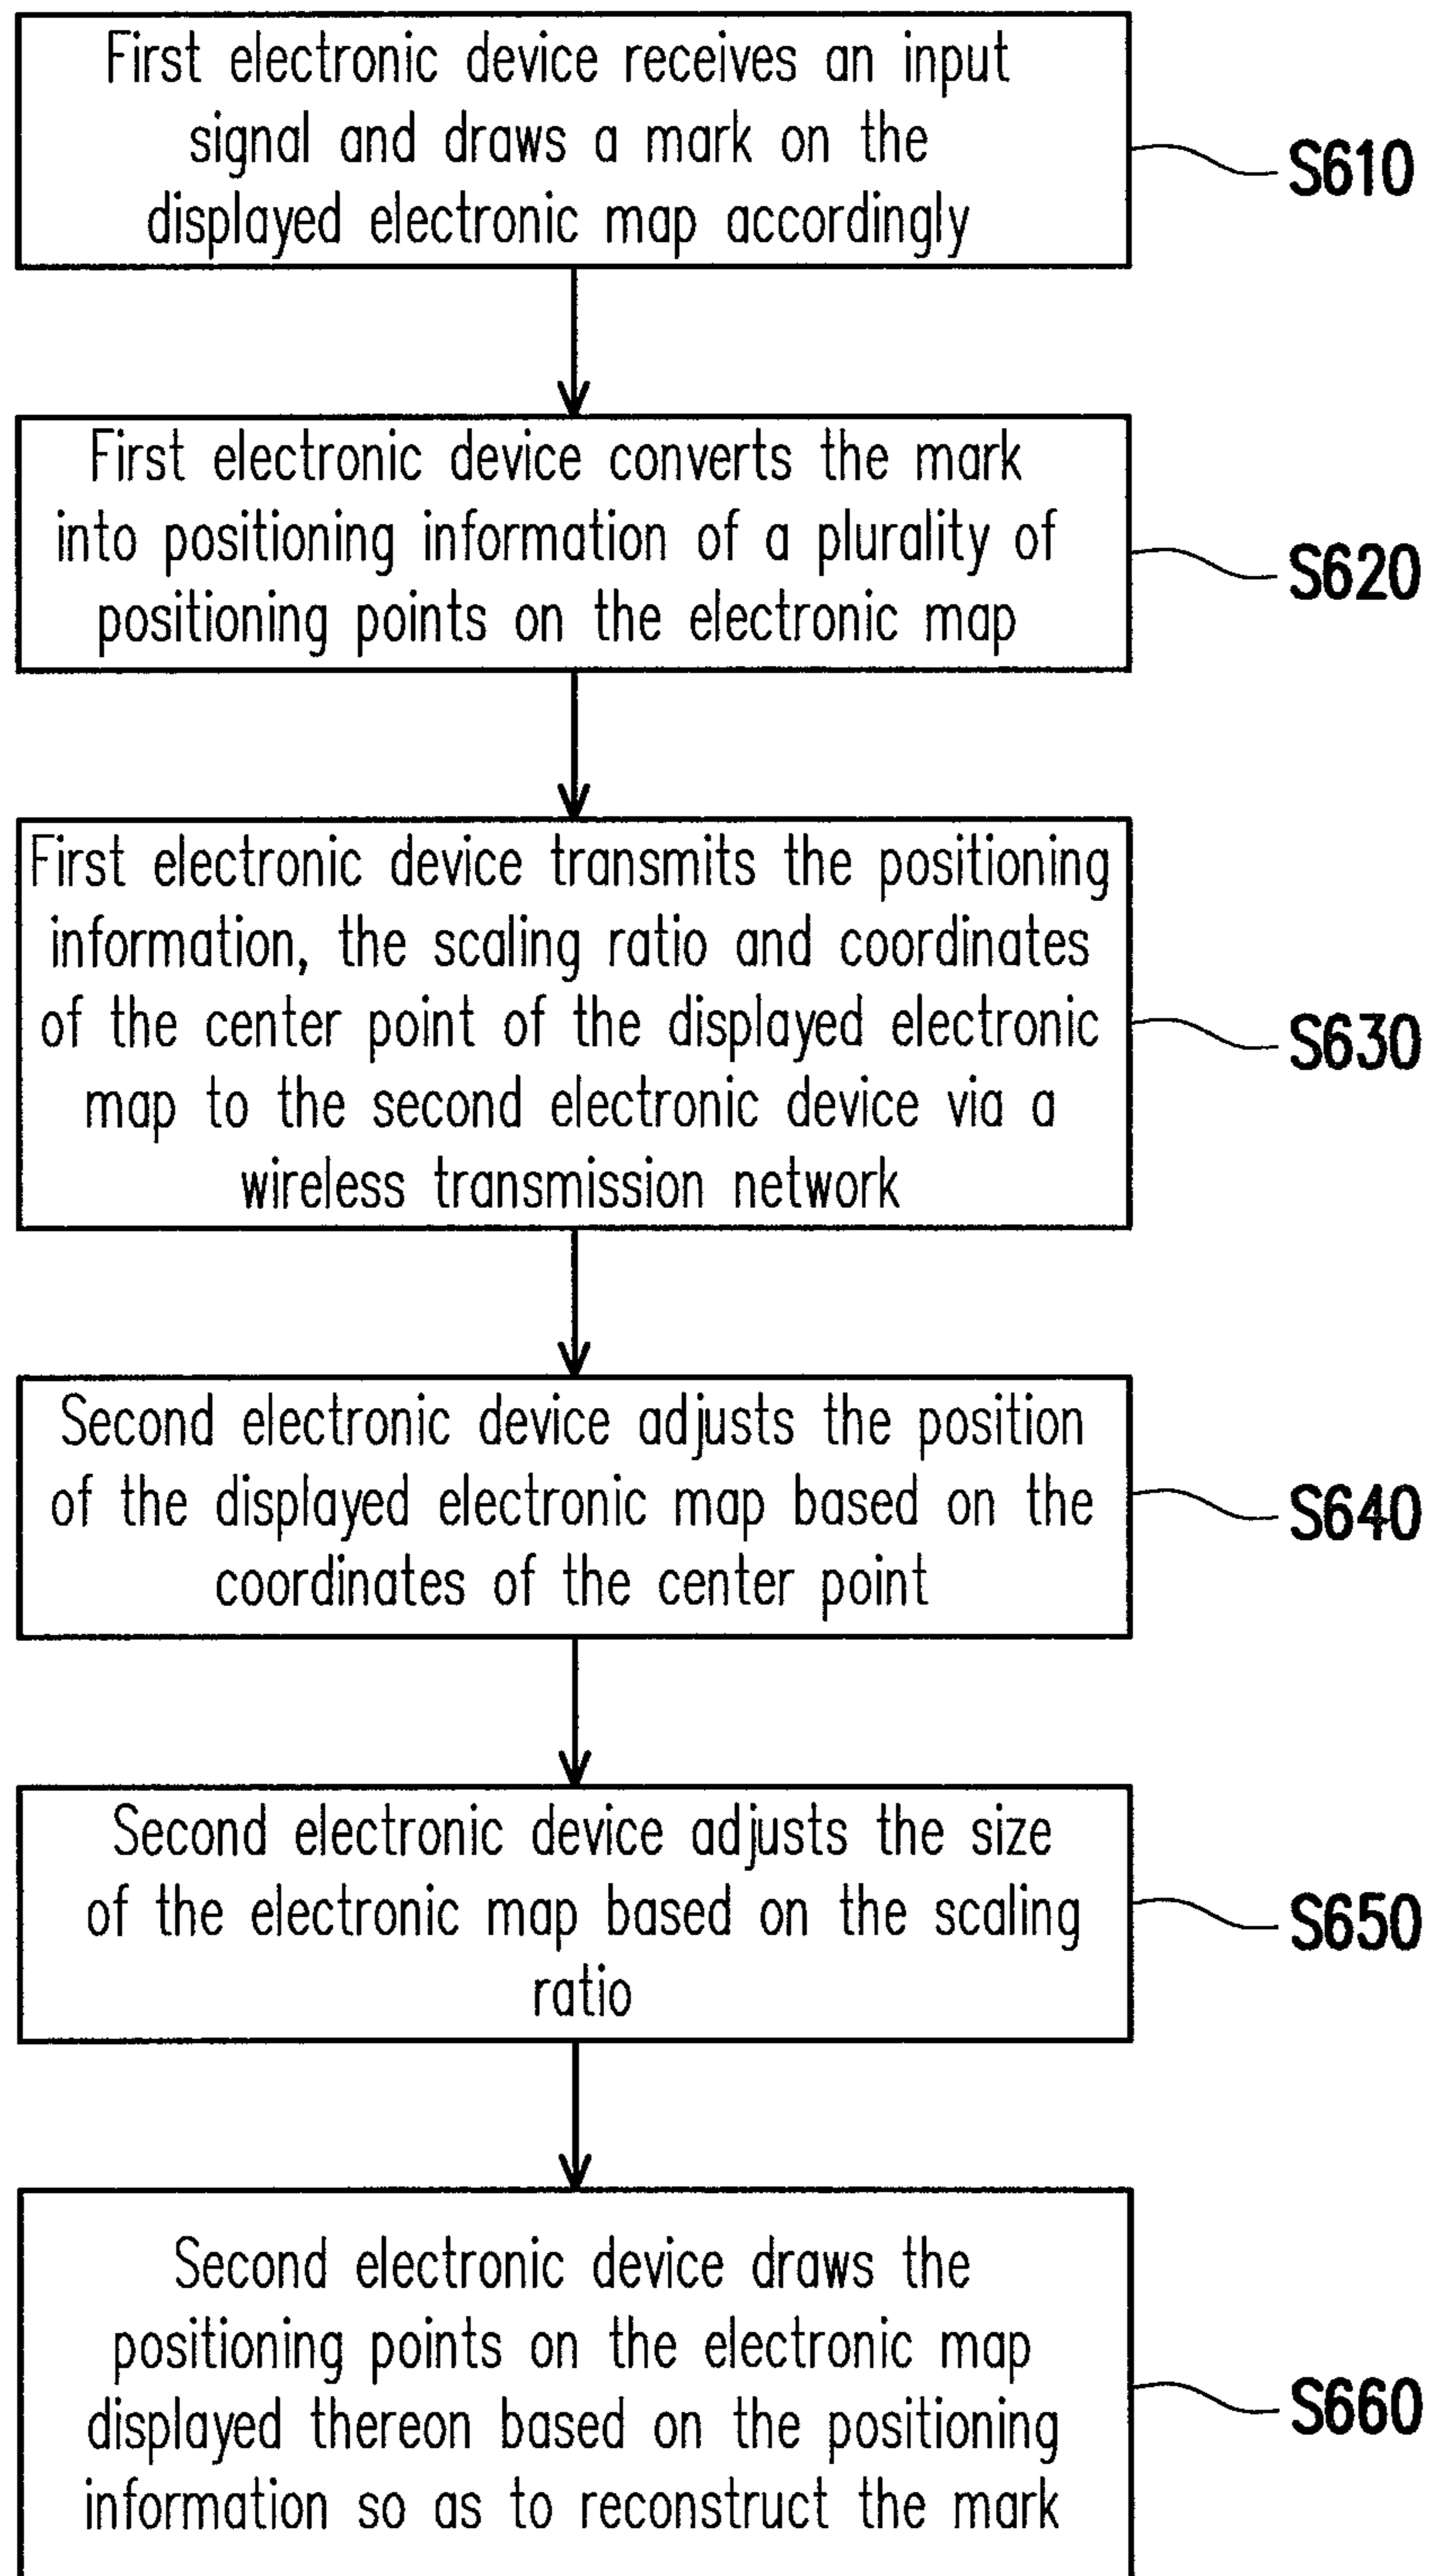 First electronic device receives an input
signal and draws a mark on the
displayed electronic map accordingly
S610
First electronic device converts the mark
into positioning information of a plurality of
positioning points on the electronic map
S620
First electronic device transmits the positioning
information, the scaling ratio and coordinates
of the center point of the displayed electronic
map to the second electronic device via a
wireless transmission network
S630
Second electronic device adjusts the position
of the displayed electronic map based on the
coordinates of the center point
S640
Second electronic device adjusts the size
of the electronic map based on the scaling
ratio
S650
Second electronic device draws the
positioning points on the electronic map
displayed thereon based on the positioning
information so as to reconstruct the mark
S660